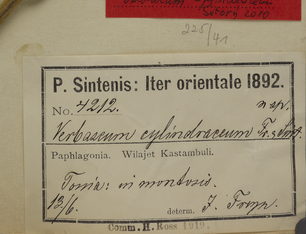 225/41
P. Sintenis: Iter orientale 1892.
No. 4212.
Verbascum cylindraceum
Paphlagonia. Wilajet Kastambuli.
in montosis.
13/6. determ. J. Freyn
Comm. H. Ross 1919.